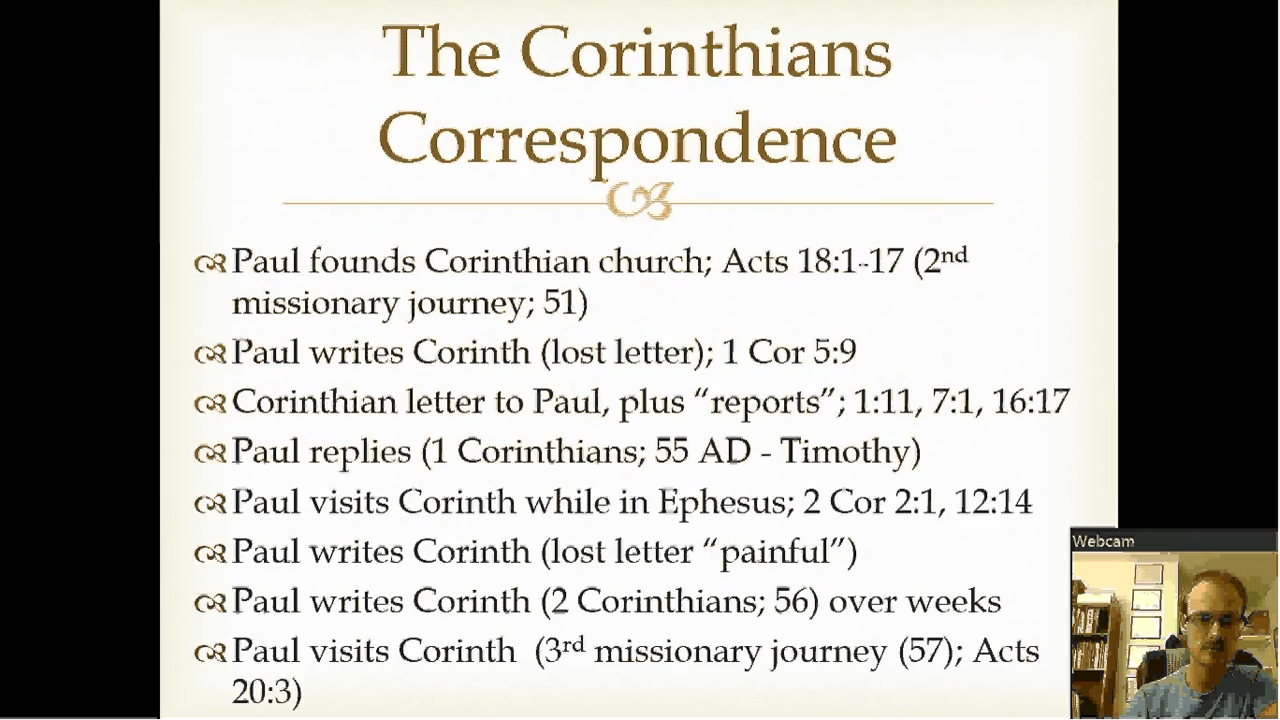 The Corinthians
Correspondence
Paul founds Corinthian church; Acts 18:1-17 (2nd
missionary journey; 51)
Paul writes Corinth (lost letter); 1 Cor 5:9
Corinthian letter to Paul, plus “reports”; 1:11, 7:1, 16:17
Paul replies (1 Corinthians; 55 AD - Timothy)
Paul visits Corinth while in Ephesus; 2 Cor 2:1, 12:14
Paul writes Corinth (lost letter “painful”)
Paul writes Corinth (2 Corinthians; 56) over weeks
Paul visits Corinth (3rd missionary journey (57); Acts
20:3)
Webcam